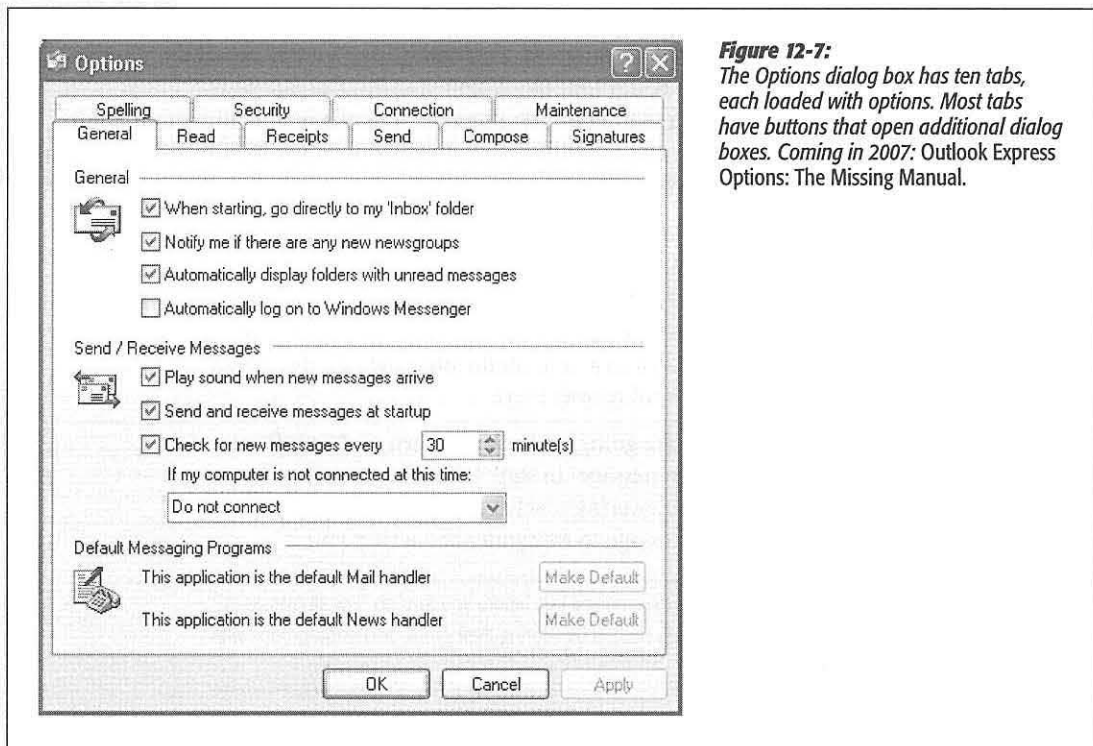 Options
Spelling Security Connection Maintenance
General Read Receipts Send Compose Signatures
General
When starting, go directly to my 'Inbox' folder
Notify me if there are any new newsgroups
Automatically display folders with unread messages
Automatically log on to Windows Messenger
Send / Receive Messages
Play sound when new messages arrive
Send and receive messages at startup
Check for new messages every 30 minute(s)
If my computer is not connected at this time:
Do not connect
Default Messaging Programs
This application is the default Mail handler Make Default
This application is the default News handler Make Default
OK Cancel Apply
Figure 12-7:
The Options dialog box has ten tabs,
each loaded with options. Most tabs
have buttons that open additional dialog
boxes. Coming in 2007: Outlook Express
Options: The Missing Manual.